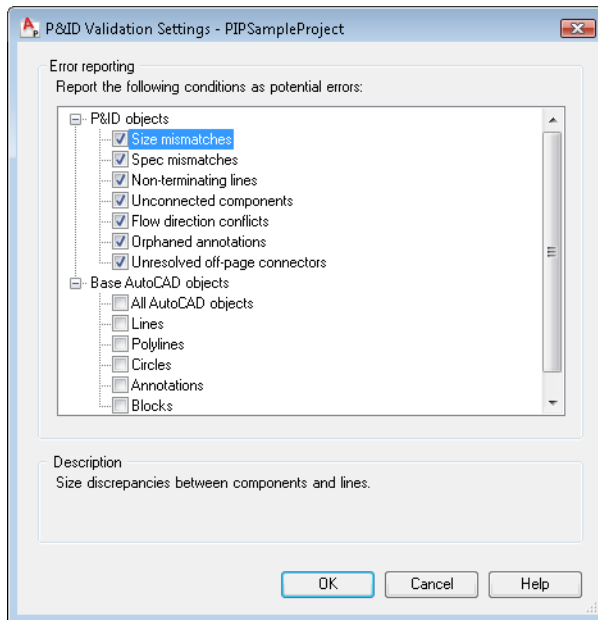 P&ID Validation Settings - PIPSampleProject
Error reporting
Report the following conditions as potential errors:
P&ID objects
Size mismatches
Spec mismatches
Non-terminating lines
Unconnected components
Flow direction conflicts
Orphaned annotations
Unresolved off-page connectors
Base AutoCAD objects
All AutoCAD objects
Lines
Polylines
Circles
Annotations
Blocks
Description
Size discrepancies between components and lines.
OK Cancel Help